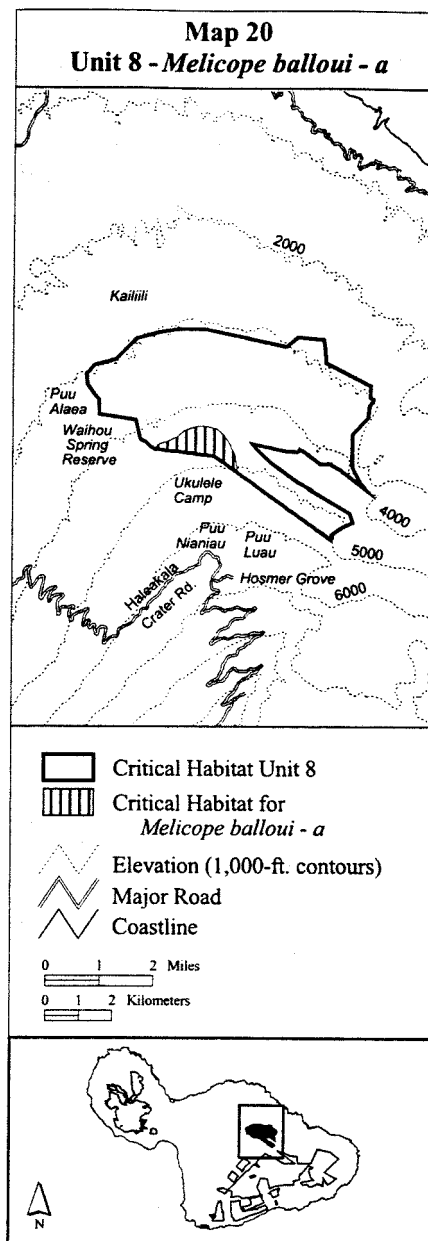 Map 20
Unit 8 - Melicope balloui - a
2000
Kailiili
Puu
Alaea
Waihou
Spring
Reserve
Ukulele
Camp
4000
Puu
Nianiau
Puu
Luau
5000
Haleakala
Crater Rd.
Hosmer Grove
6000
Critical Habitat Unit 8
Critical Habitat for
Melicope balloui - a
Elevation (1,000-ft. contours)
Major Road
Coastline
0 1 2 Miles
0 1 2 Kilometers
N